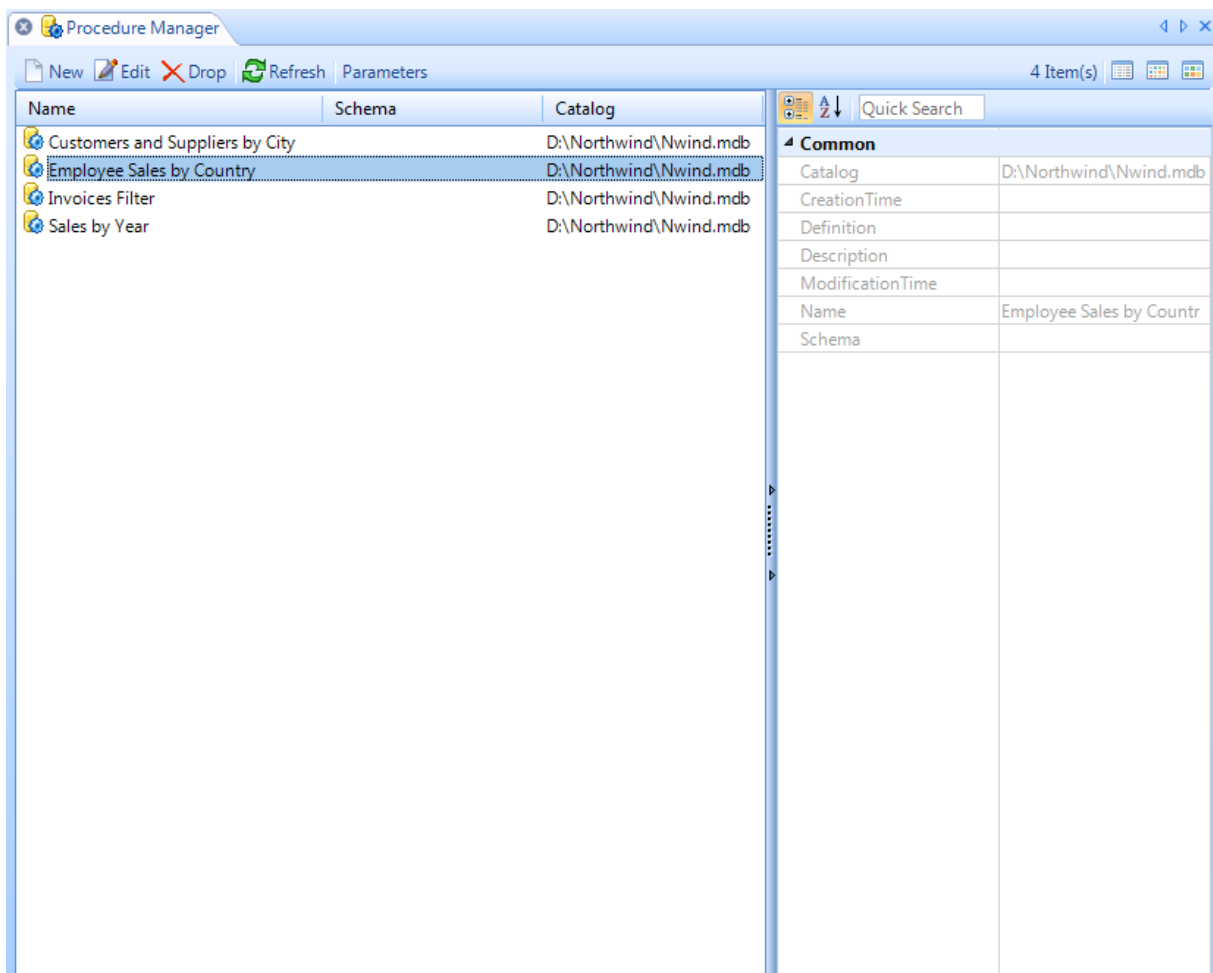 Procedure Manager
New Edit Drop Refresh Parameters 4 Item(s)
Name Schema Catalog
Customers and Suppliers by City D:\Northwind\Nwind.mdb
Employee Sales by Country D:\Northwind\Nwind.mdb
Invoices Filter D:\Northwind\Nwind.mdb
Sales by Year D:\Northwind\Nwind.mdb
A Z Quick Search
Common
Catalog D:\Northwind\Nwind.mdb
CreationTime
Definition
Description
ModificationTime
Name Employee Sales by Countr
Schema